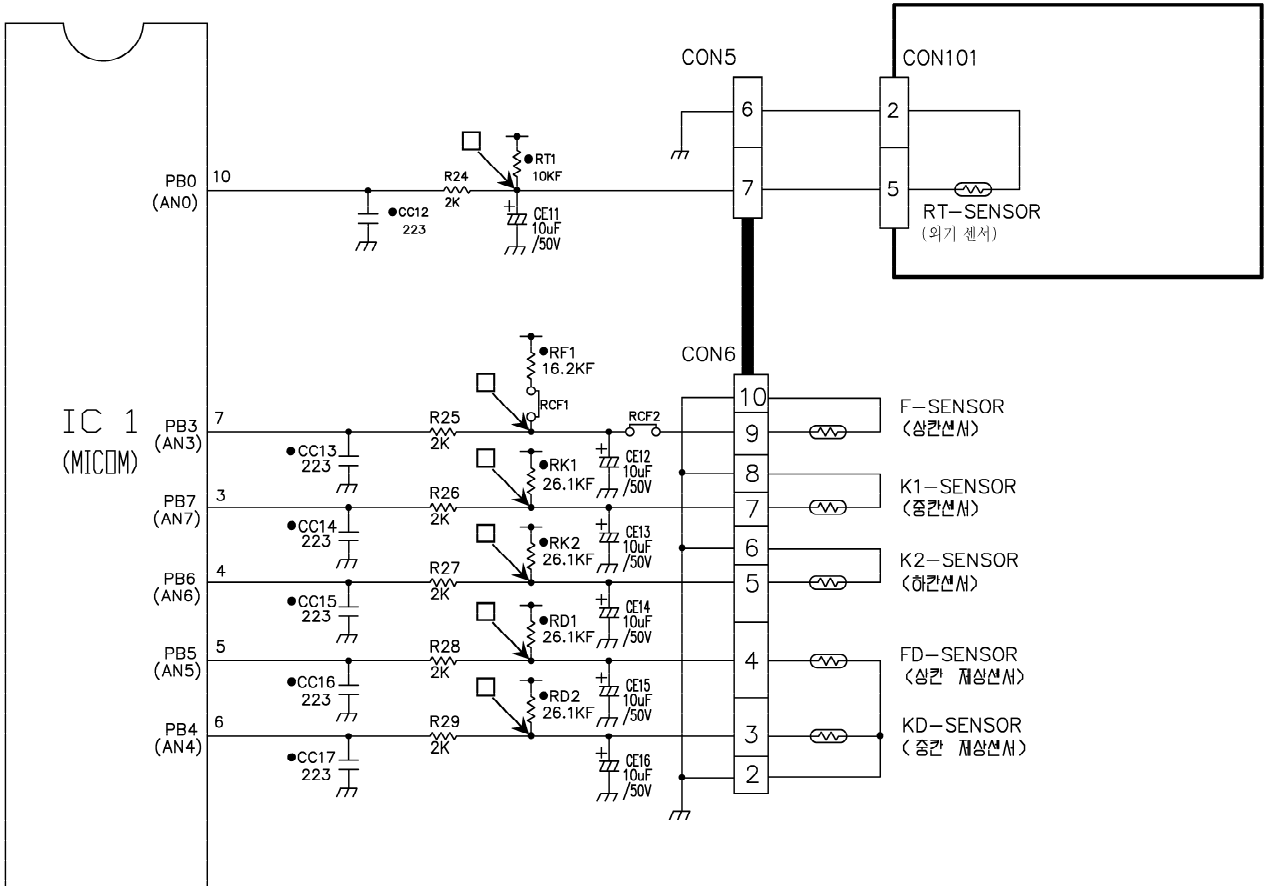 CON5
CON101
6
2
7
5
RT-SENSOR
(외기 센서)
●RT1
10KF
R24
2K
PB0
(AN0)
10
●CC12
223
+
CE11
10uF
/50V
CON6
IC 1
(MICOM)
●RF1
16.2KF
RCF1
RCF2
PB3
(AN3)
7
R25
2K
●CC13
223
+
CE12
10uF
/50V
10
9
F-SENSOR
(상칸센서)
PB7
(AN7)
3
R26
2K
●RK1
26.1KF
●CC14
223
+
CE13
10uF
/50V
8
7
K1-SENSOR
(중칸센서)
PB6
(AN6)
4
R27
2K
●RK2
26.1KF
●CC15
223
+
CE14
10uF
/50V
6
5
K2-SENSOR
(하칸센서)
PB5
(AN5)
5
R28
2K
●RD1
26.1KF
●CC16
223
+
CE15
10uF
/50V
4
FD-SENSOR
(상칸 제상센서)
PB4
(AN4)
6
R29
2K
●RD2
26.1KF
●CC17
223
+
CE16
10uF
/50V
3
2
KD-SENSOR
(중칸 제상센서)